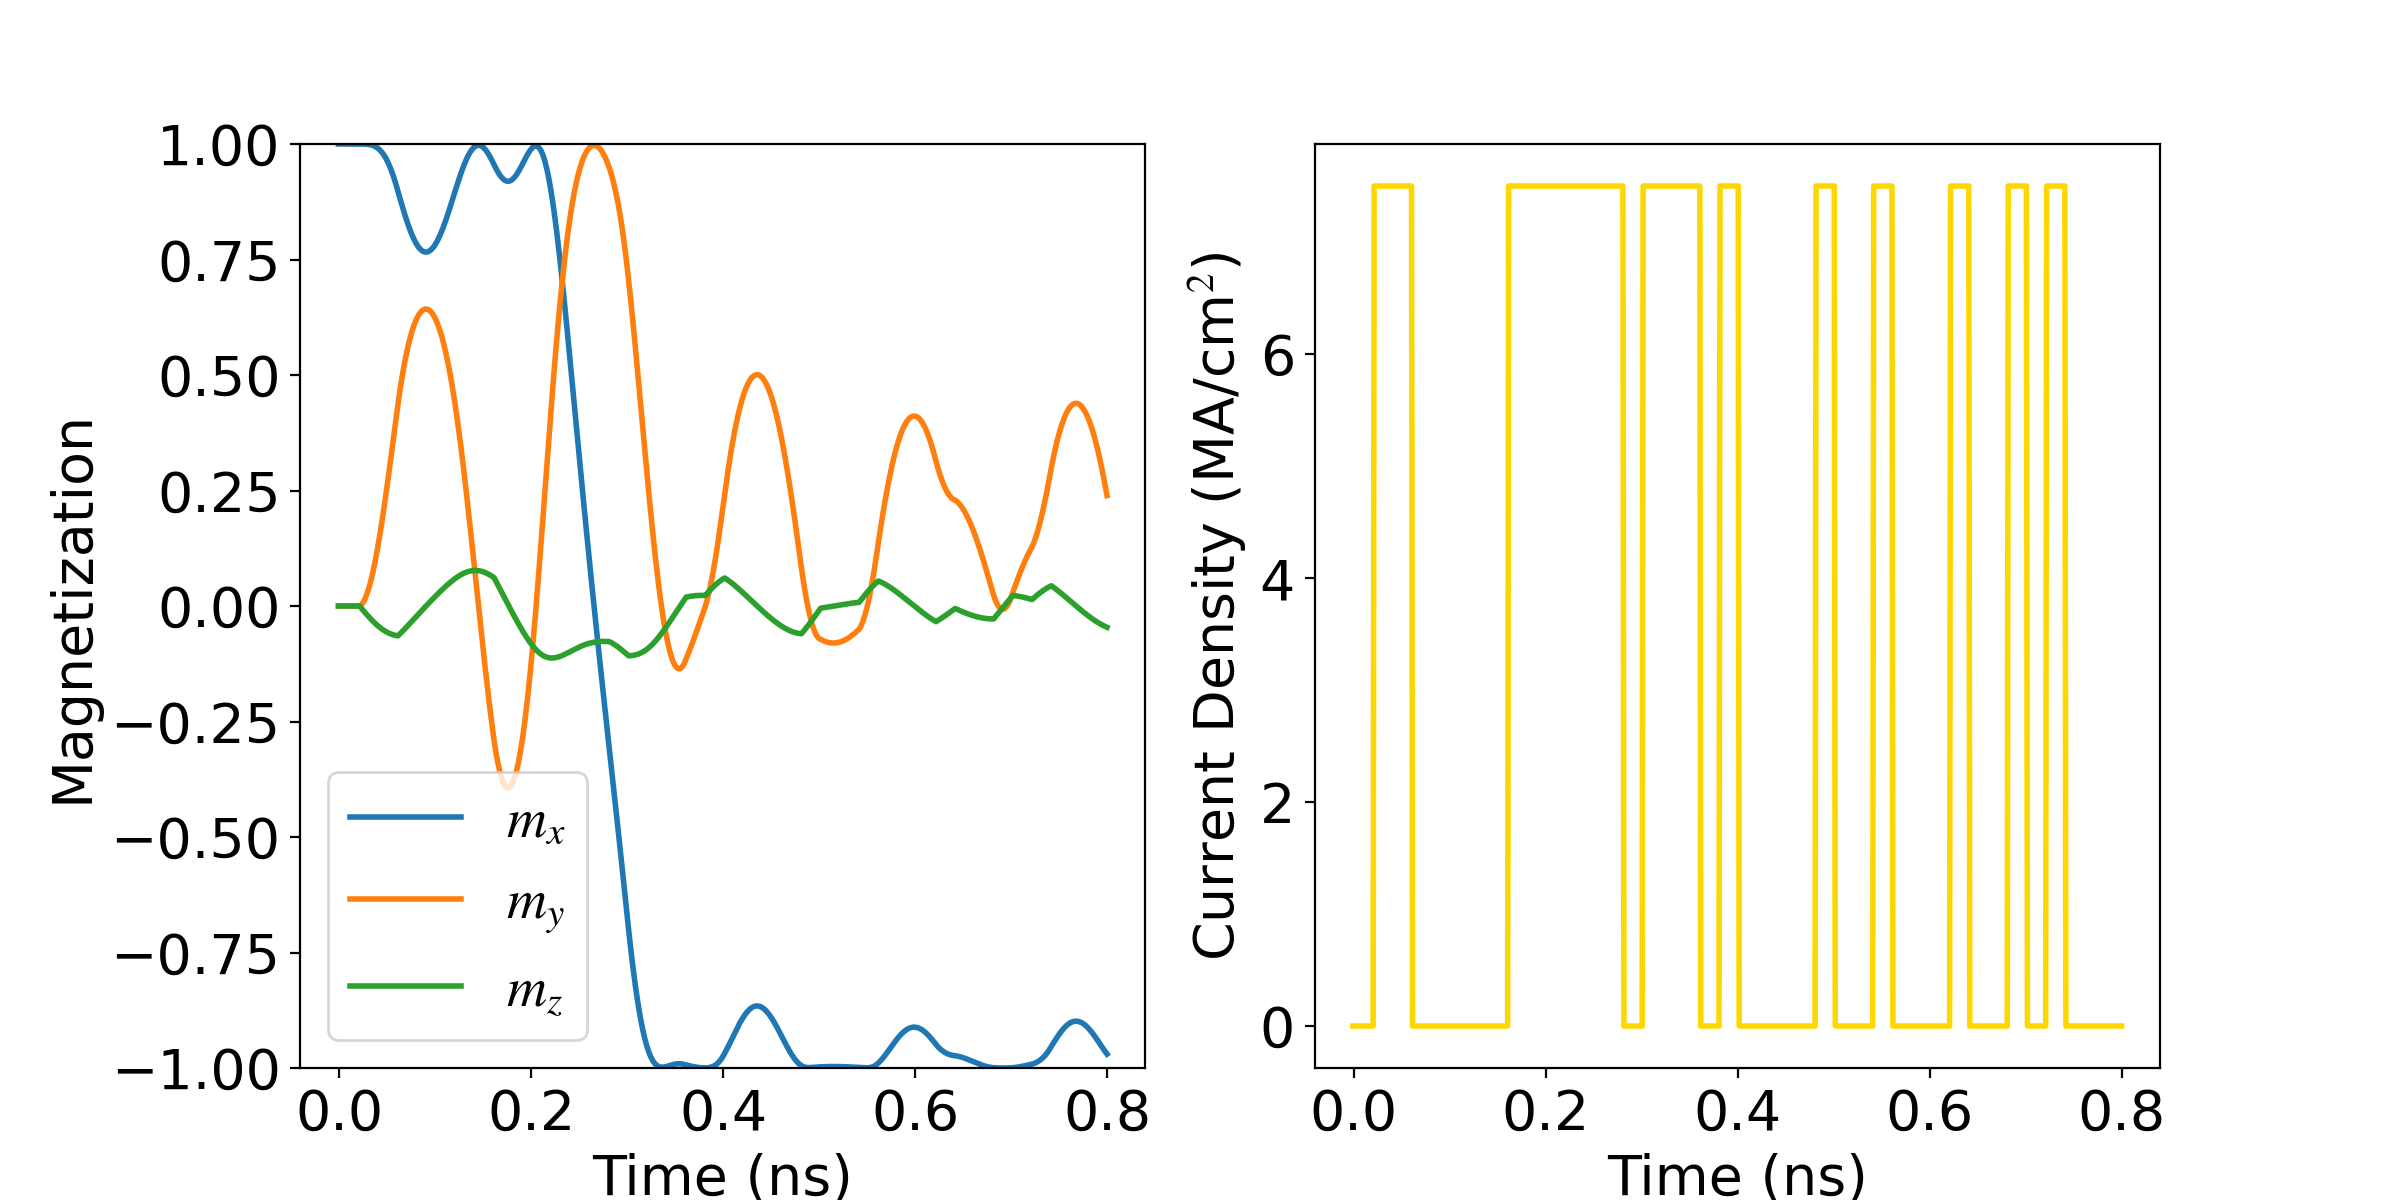 1.00
0.75
0.50
0.25
0.00
−0.25
−0.50
−0.75
−1.00
Magnetization
m_x
m_y
m_z
0.0 0.2 0.4 0.6 0.8
Time (ns)
6
4
2
0
Current Density (MA/cm²)
0.0 0.2 0.4 0.6 0.8
Time (ns)